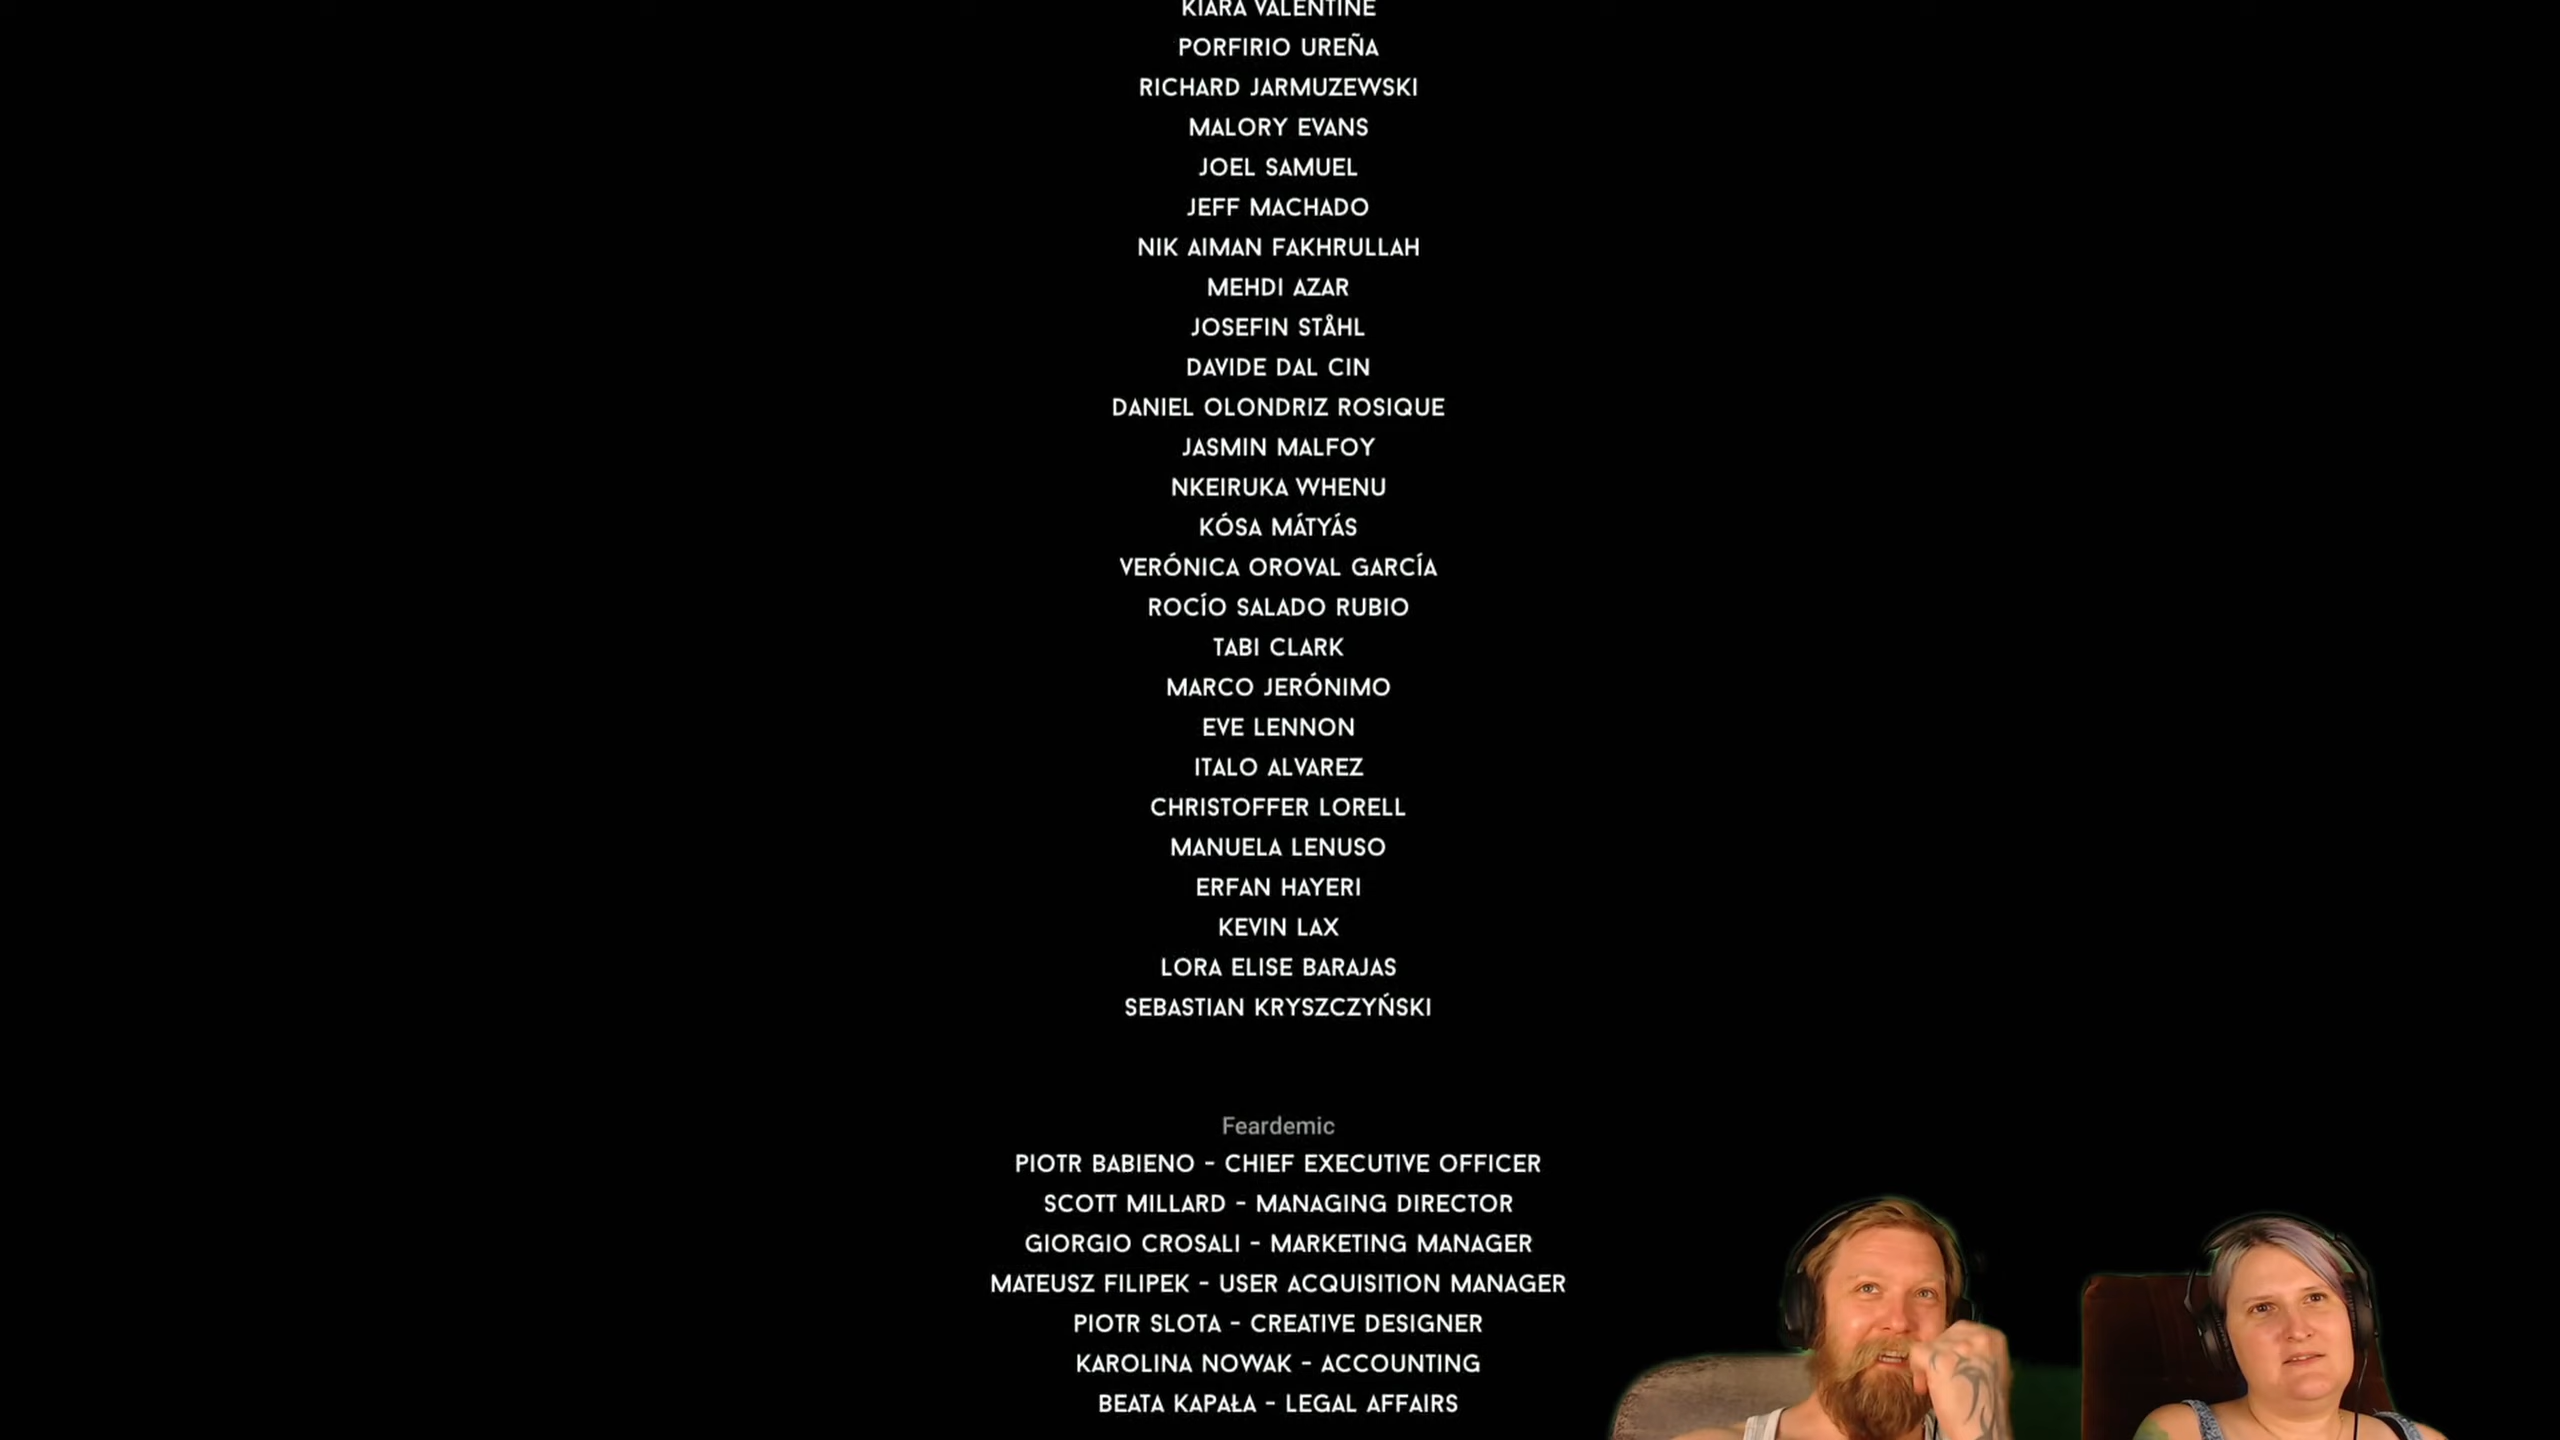 KIARA VALENTINE
PORFIRIO UREÑA
RICHARD JARMUZEWSKI
MALORY EVANS
JOEL SAMUEL
JEFF MACHADO
NIK AIMAN FAKHRULLAH
MEHDI AZAR
JOSEFIN STÅHL
DAVIDE DAL CIN
DANIEL OLONDRIZ ROSIQUE
JASMIN MALFOY
NKEIRUKA WHENU
KÓSA MÁTYÁS
VERÓNICA OROVAL GARCÍA
ROCÍO SALADO RUBIO
TABI CLARK
MARCO JERÓNIMO
EVE LENNON
ITALO ALVAREZ
CHRISTOFFER LORELL
MANUELA LENUSO
ERFAN HAYERI
KEVIN LAX
LORA ELISE BARAJAS
SEBASTIAN KRYSZCZYŃSKI
Feardemic
PIOTR BABIENO - CHIEF EXECUTIVE OFFICER
SCOTT MILLARD - MANAGING DIRECTOR
GIORGIO CROSALI - MARKETING MANAGER
MATEUSZ FILIPEK - USER ACQUISITION MANAGER
PIOTR SLOTA - CREATIVE DESIGNER
KAROLINA NOWAK - ACCOUNTING
BEATA KAPAŁA - LEGAL AFFAIRS